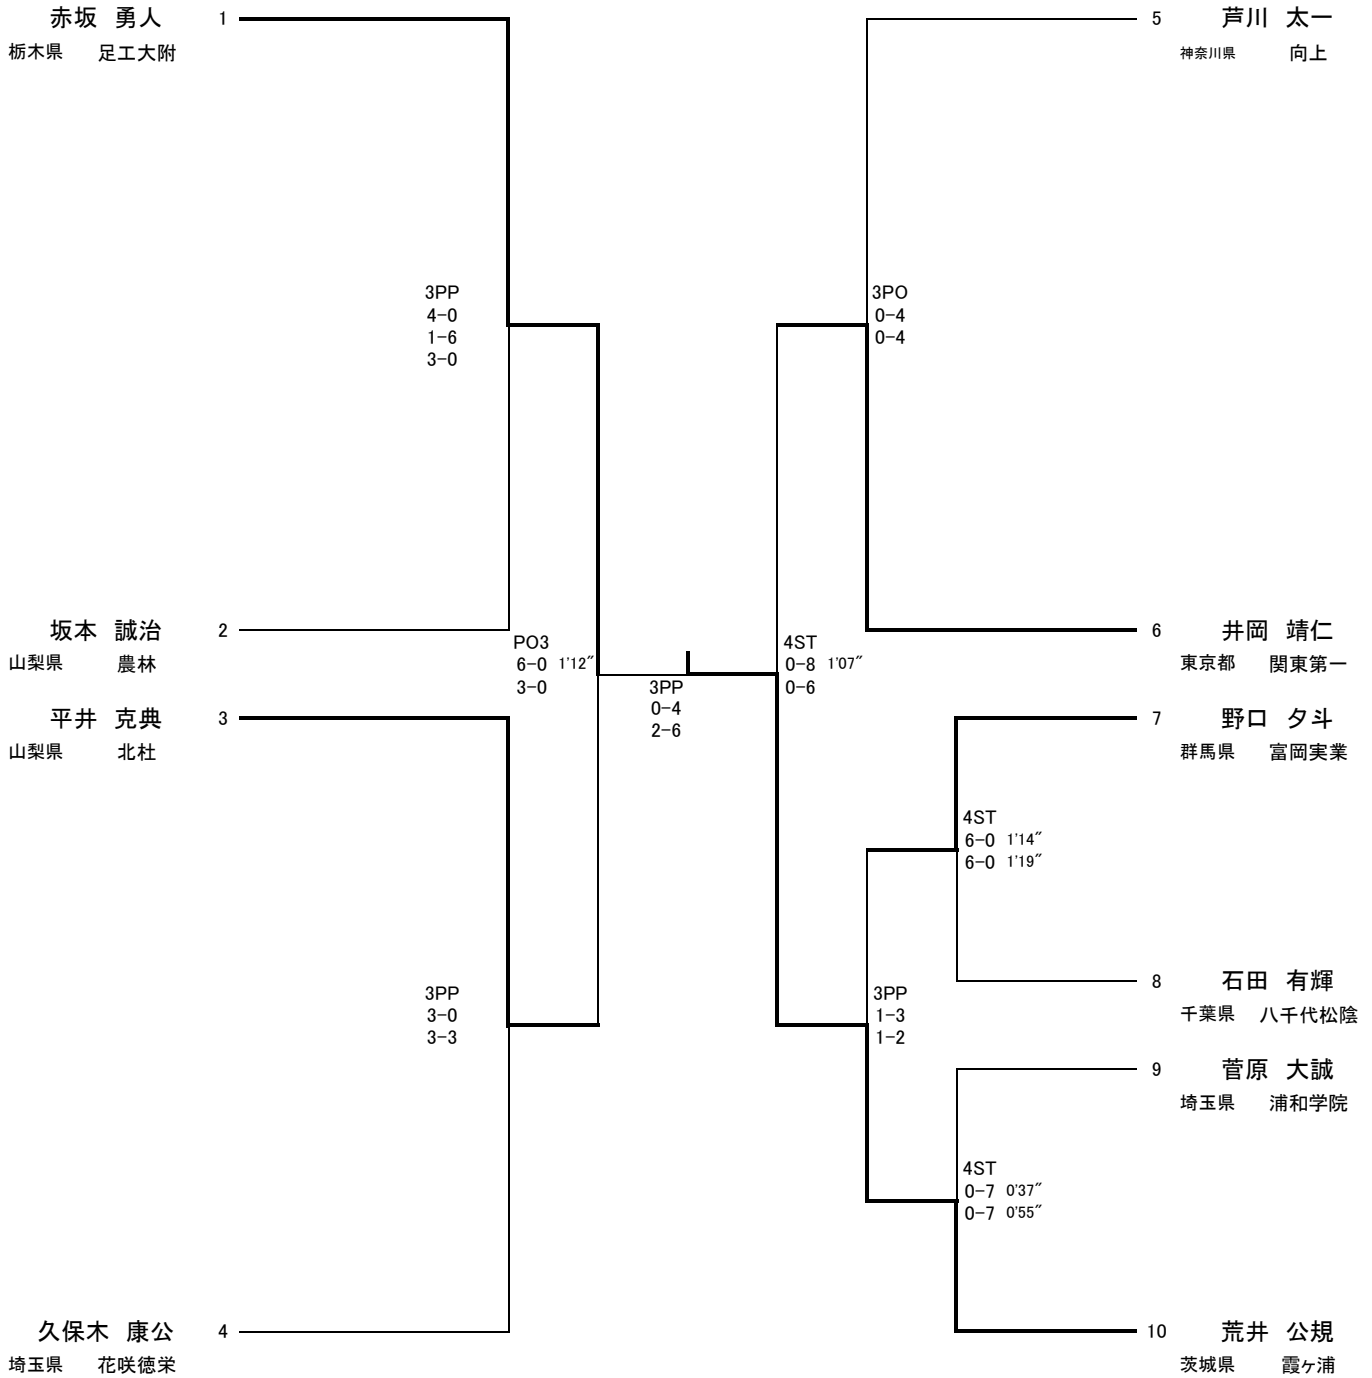 赤坂 勇人 1
栃木県 足工大附
坂本 誠治 2
山梨県 農林
平井 克典 3
山梨県 北杜
久保木 康公 4
埼玉県 花咲徳栄
3PP
4-0
1-6
3-0
3PP
3-0
3-3
PO3
6-0 1'12"
3-0
3PP
0-4
2-6
4ST
0-8 1'07"
0-6
3PO
0-4
0-4
3PP
1-3
1-2
4ST
6-0 1'14"
6-0 1'19"
4ST
0-7 0'37"
0-7 0'55"
5 芦川 太一
神奈川県 向上
6 井岡 靖仁
東京都 関東第一
7 野口 夕斗
群馬県 富岡実業
8 石田 有輝
千葉県 八千代松陰
9 菅原 大誠
埼玉県 浦和学院
10 荒井 公規
茨城県 霞ヶ浦